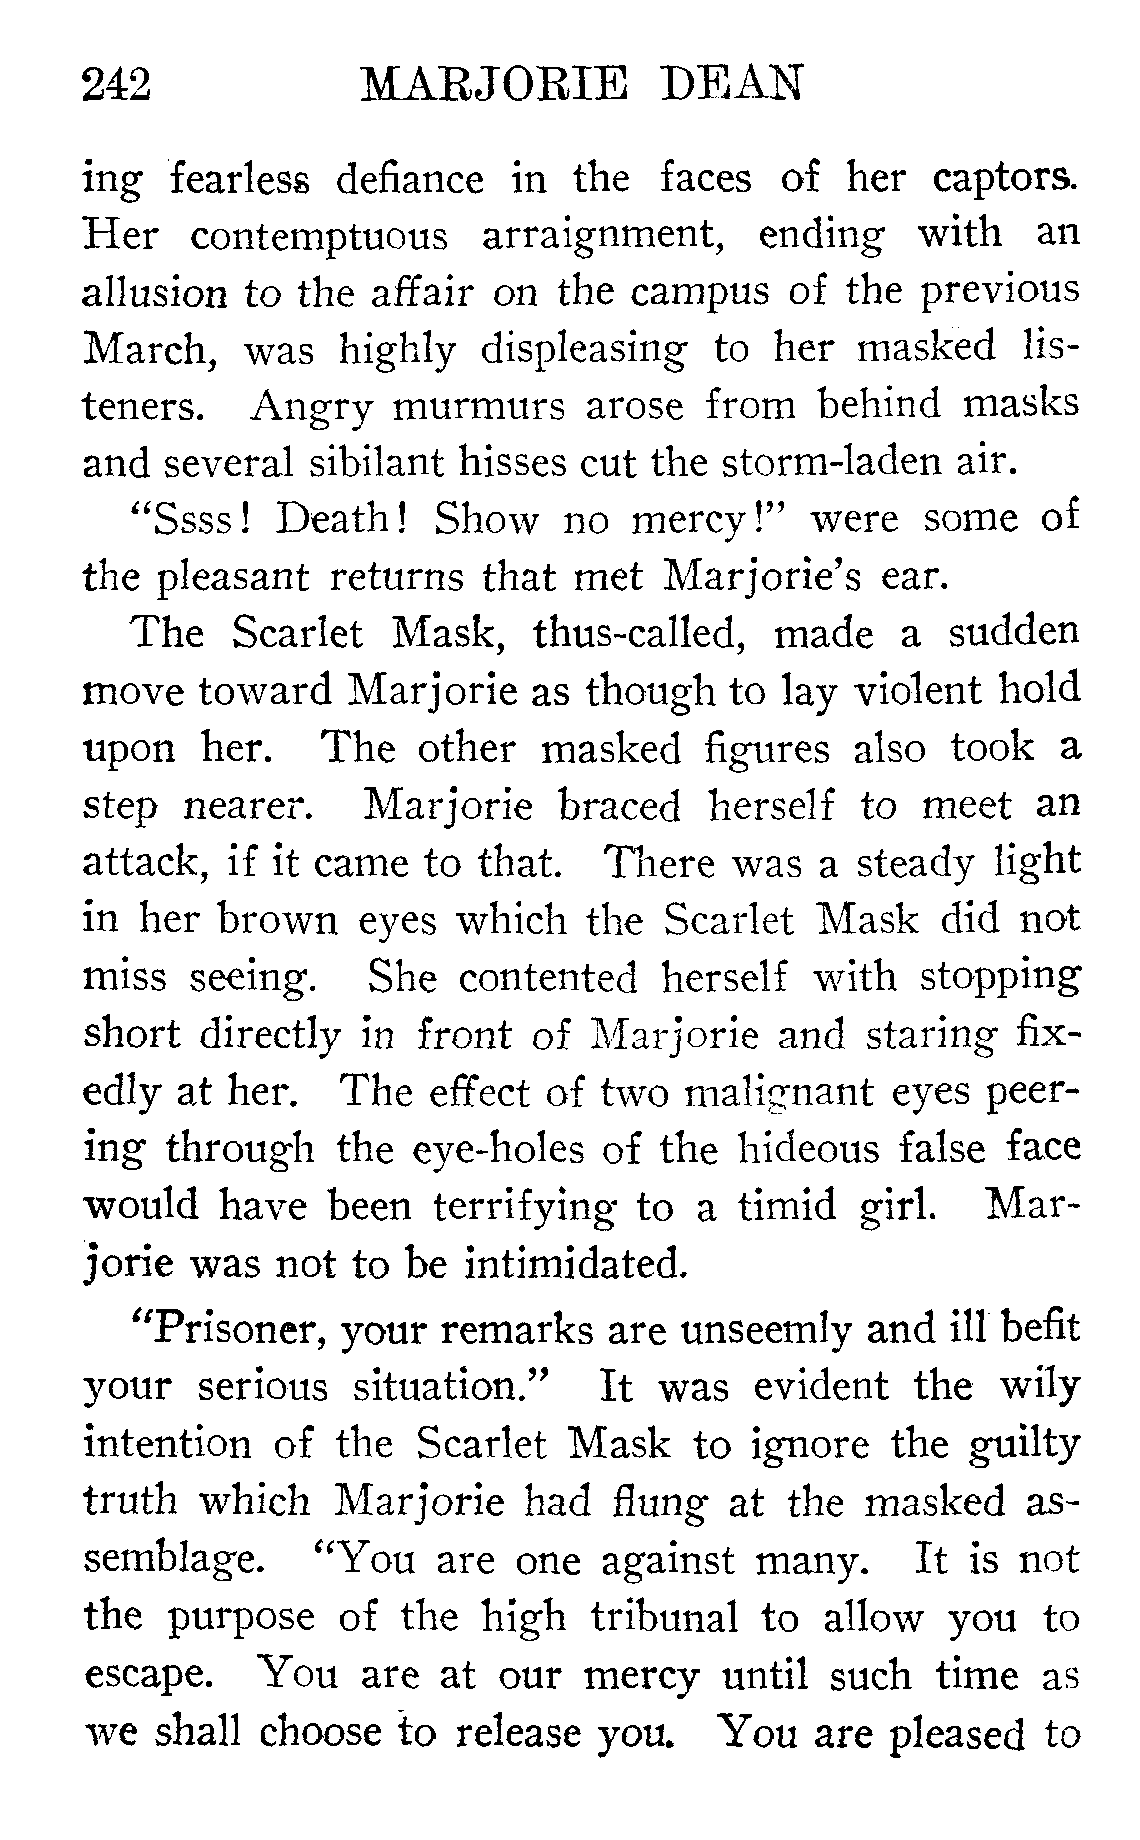 242 MARJORIE DEAN
ing fearless defiance in the faces of her captors.
Her contemptuous arraignment, ending with an
allusion to the affair on the campus of the previous
March, was highly displeasing to her masked lis-
teners. Angry murmurs arose from behind masks
and several sibilant hisses cut the storm-laden air.
“Ssss! Death! Show no mercy!” were some of
the pleasant returns that met Marjorie’s ear.
The Scarlet Mask, thus-called, made a sudden
move toward Marjorie as though to lay violent hold
upon her. The other masked figures also took a
step nearer. Marjorie braced herself to meet an
attack, if it came to that. There was a steady light
in her brown eyes which the Scarlet Mask did not
miss seeing. She contented herself with stopping
short directly in front of Marjorie and staring fix-
edly at her. The effect of two malignant eyes peer-
ing through the eye-holes of the hideous false face
would have been terrifying to a timid girl. Mar-
jorie was not to be intimidated.
“Prisoner, your remarks are unseemly and ill befit
your serious situation.” It was evident the wily
intention of the Scarlet Mask to ignore the guilty
truth which Marjorie had flung at the masked as-
semblage. “You are one against many. It is not
the purpose of the high tribunal to allow you to
escape. You are at our mercy until such time as
we shall choose to release you. You are pleased to